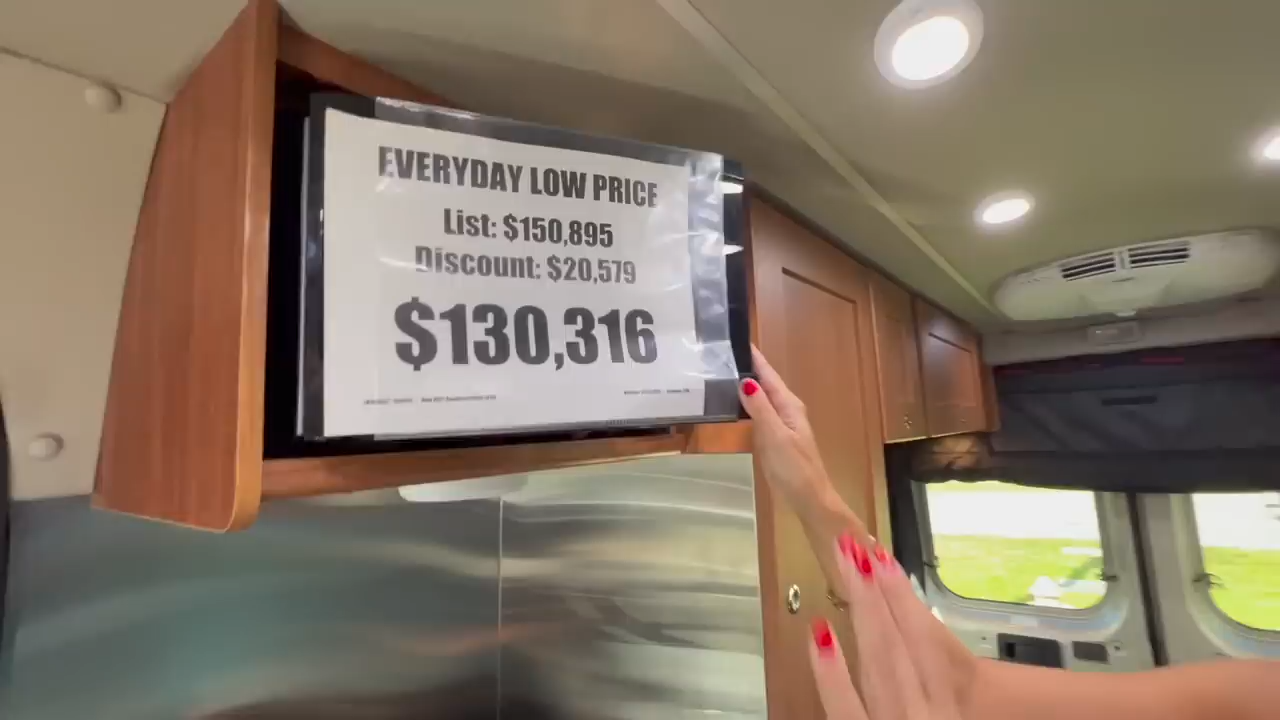 EVERYDAY LOW PRICE
List: $150,895
Discount: $20,579
$130,316